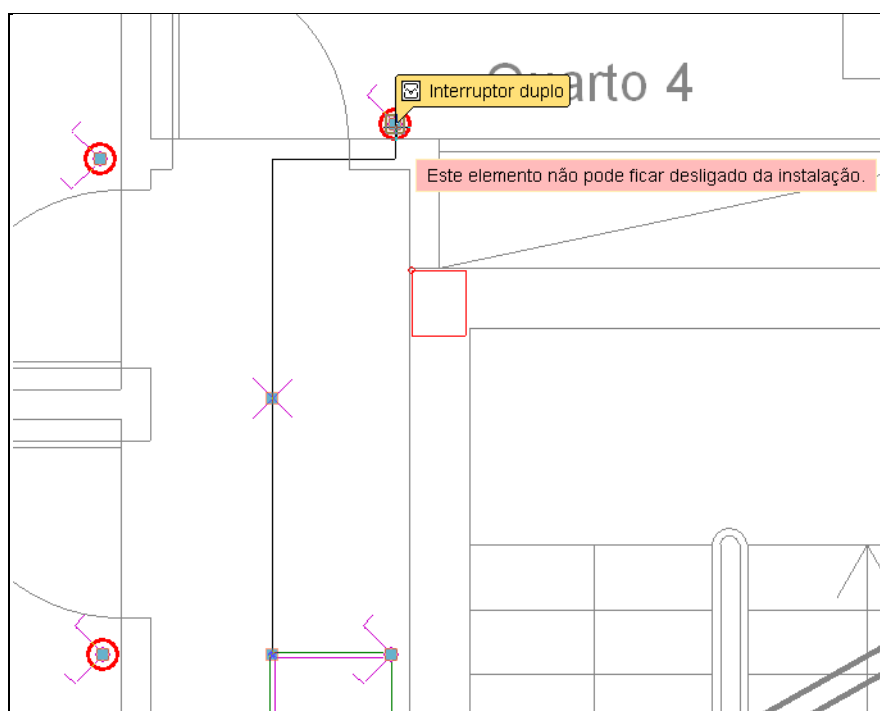 Quarto 4
Interruptor duplo
Este elemento não pode ficar desligado da instalação.